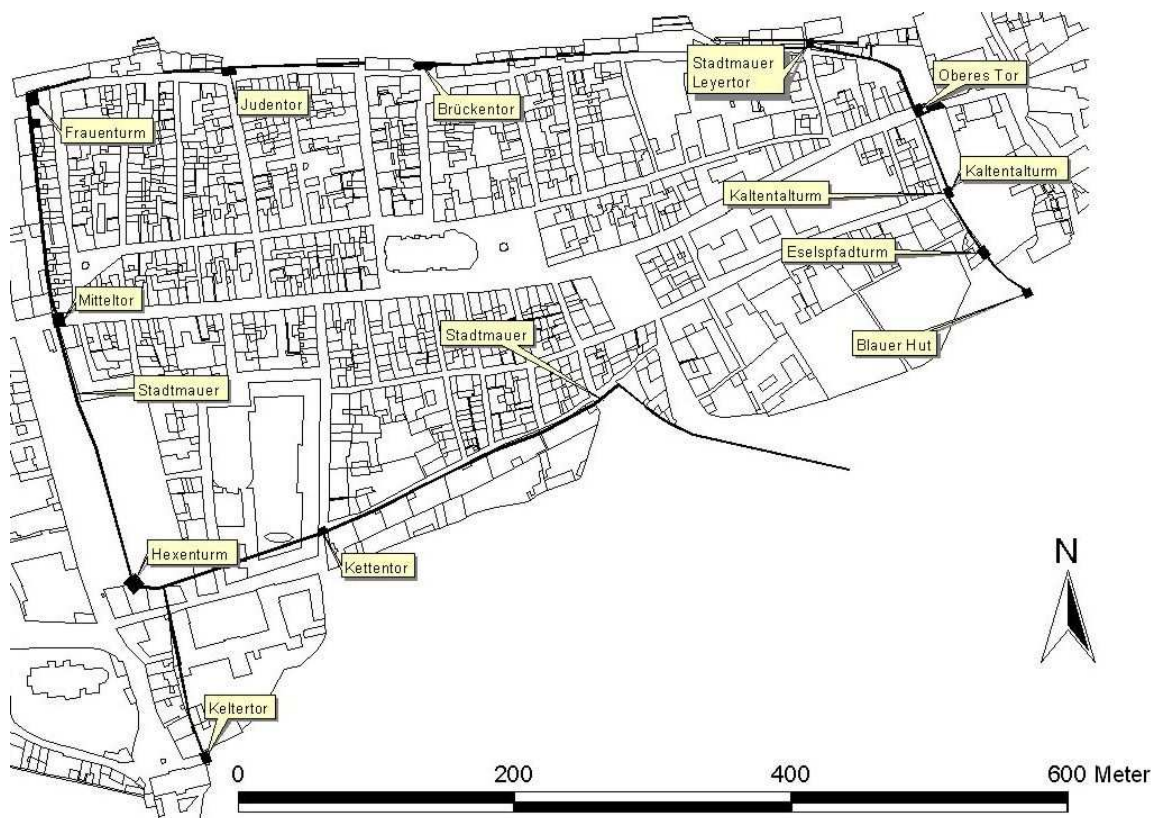 Stadtmauer
Leyertor
Oberes Tor
Judentor
Brückentor
Frauenturm
Kaltentalturm
Kaltentalturm
Eselspfadturm
Mitteltor
Stadtmauer
Blauer Hut
Stadtmauer
Hexenturm
N
Kettentor
Keltertor
0 200 400 600 Meter